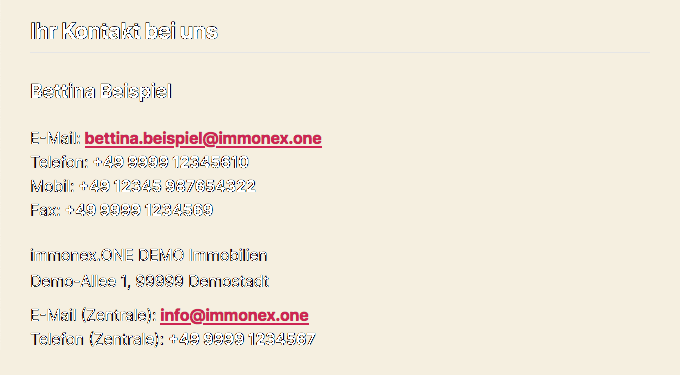 Ihr Kontakt bei uns
Bettina Beispiel
E-Mail: bettina.beispiel@immonex.one
Telefon: +49 9999 12345610
Mobil: +49 12345 987654322
Fax: +49 9999 1234569
immonex.ONE DEMO Immobilien
Demo-Allee 1, 99999 Demostadt
E-Mail (Zentrale): info@immonex.one
Telefon (Zentrale): +49 9999 1234567